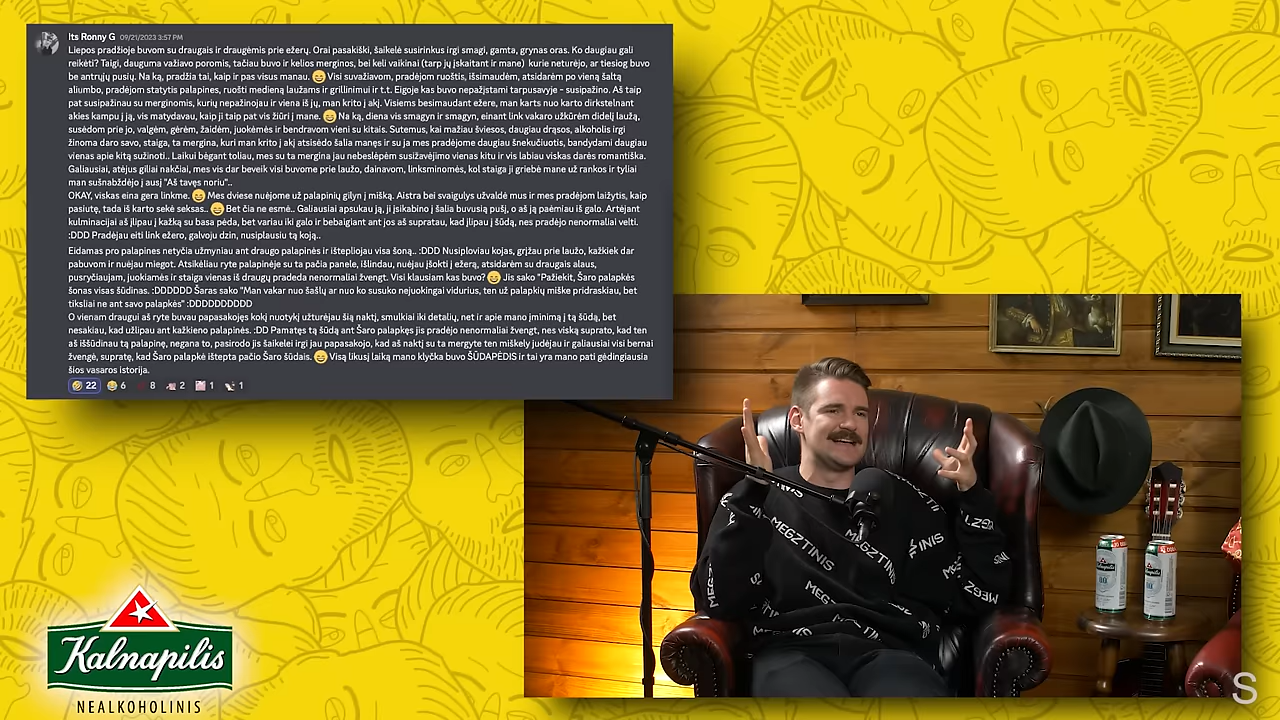 Its Ronny G 09/21/2023 3:57 PM
Liepos pradžioje buvom su draugais ir draugėmis prie ežerų. Orai pasakiški, šaikelė susirinkus irgi smagi, gamta, grynas oras. Ko daugiau gali
reikėti? Taigi, dauguma važiavo poromis, tačiau buvo ir kelios merginos, bei keli vaikinai (tarp jų įskaitant ir mane) kurie neturėjo, ar tiesiog buvo
be antrųjų pusių. Na ką, pradžia tai, kaip ir pas visus manau. 😄 Visi suvažiavom, pradėjom ruoštis, išsimaudėm, atsidarėm po vieną šaltą
aliumbo, pradėjom statytis palapines, ruošti medieną laužams ir grillinimui ir t.t. Eigoje kas buvo nepažįstami tarpusavyje - susipažino. Aš taip
pat susipažinau su merginomis, kurių nepažinojau ir viena iš jų, man krito į akį. Visiems besimaudant ežere, man karts nuo karto dirkstelnant
akies kampu į ją, vis matydavau, kaip ji taip pat vis žiūri į mane. 😄 Na ką, diena vis smagyn ir smagyn, einant link vakaro užkūrėm didelį laužą,
susėdom prie jo, valgėm, gėrėm, žaidėm, juokėmės ir bendravom vieni su kitais. Sutemus, kai mažiau šviesos, daugiau drąsos, alkoholis irgi
žinoma daro savo, staiga, ta mergina, kuri man krito į akį atsisėdo šalia manęs ir su ja mes pradėjome daugiau šnekučiuotis, bandydami daugiau
vienas apie kitą sužinoti.. Laikui bėgant toliau, mes su ta mergina jau nebeslėpėm susižavėjimo vienas kitu ir vis labiau viskas darės romantiška.
Galiausiai, atėjus giliai nakčiai, mes vis dar beveik visi buvome prie laužo, dainavom, linksminomės, kol staiga ji griebė mane už rankos ir tyliai
man sušnabždėjo į ausį "Aš tavęs noriu"..
OKAY, viskas eina gera linkme. 😄 Mes dviese nuėjome už palapinių gilyn į mišką. Aistra bei svaigulys užvaldė mus ir mes pradėjom laižytis, kaip
pasiutę, tada iš karto sekė seksas.. 😄 Bet čia ne esmė.. Galiausiai apsukau ją, ji įsikabino į šalia buvusią pušį, o aš ją paėmiau iš galo. Artėjant
kulminacijai aš įlipau į kažką su basa pėda, bet variau iki galo ir bebaigiant ant jos aš supratau, kad įlipau į šūdą, nes pradėjo nenormaliai velti.
:DDD Pradėjau eiti link ežero, galvoju dzin, nusiplausiu tą koją..
Eidamas pro palapines netyčia užmyniau ant draugo palapinės ir ištepliojau visa šoną.. :DDD Nusiploviau kojas, grįžau prie laužo, kažkiek dar
pabuvom ir nuėjau miegot. Atsikėliau ryte palapinėje su ta pačia panele, išlindau, nuėjau įšokti į ežerą, atsidarėm su draugais alaus,
pusryčiaujam, juokiamės ir staiga vienas iš draugų pradeda nenormaliai žvengt. Visi klausiam kas buvo? 😄 Jis sako "Pažiekit, Šaro palapkės
šonas visas šūdinas. :DDDDDD Šaras sako "Man vakar nuo šašlų ar nuo ko susuko nejuokingai vidurius, ten už palapkių miške pridraskiau, bet
tiksliai ne ant savo palapkės" :DDDDDDDDDD
O vienam draugui aš ryte buvau papasakojęs kokį nuotykį užturėjau šią naktį, smulkiai iki detalių, net ir apie mano įminimą į tą šūdą, bet
nesakiau, kad užlipau ant kažkieno palapinės. :DD Pamatęs tą šūdą ant Šaro palapkęs jis pradėjo nenormaliai žvengt, nes viską suprato, kad ten
aš iššūdinau tą palapinę, negana to, pasirodo jis šaikelei irgi jau papasakojo, kad aš naktį su ta mergyte ten miškely judėjau ir galiausiai visi bernai
žvengė, supratę, kad Šaro palapkė ištepta pačio Šaro šūdais. 😄 Visą likusį laiką mano klyčka buvo ŠŪDAPĖDIS ir tai yra mano pati gėdingiausia
šios vasaros istorija.
22 6 8 2 1 1
MEGZTINIS MEGZTINIS
MEGZTINIS
Kalnapilis Kalnapilis
Kalnapilis
NEALKOHOLINIS
S